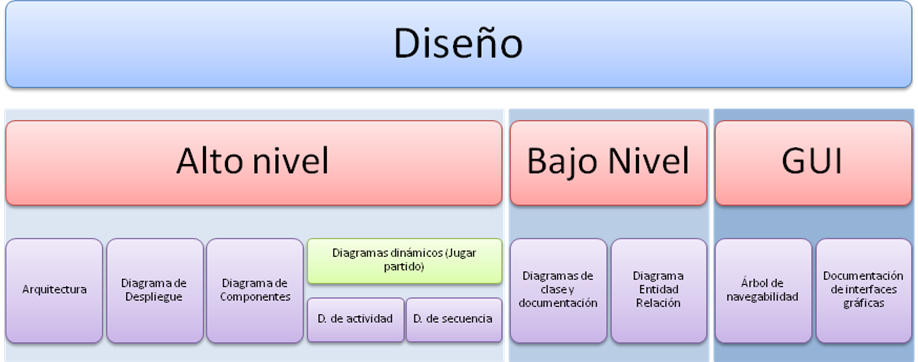 Diseño
Alto nivel
Bajo Nivel
GUI
Arquitectura
Diagrama de
Despliegue
Diagrama de
Componentes
Diagramas dinámicos (Jugar
partido)
D. de actividad
D. de secuencia
Diagramas de
clase y
documentación
Diagrama
Entidad
Relación
Árbol de
navegabilidad
Documentación
de interfaces
gráficas